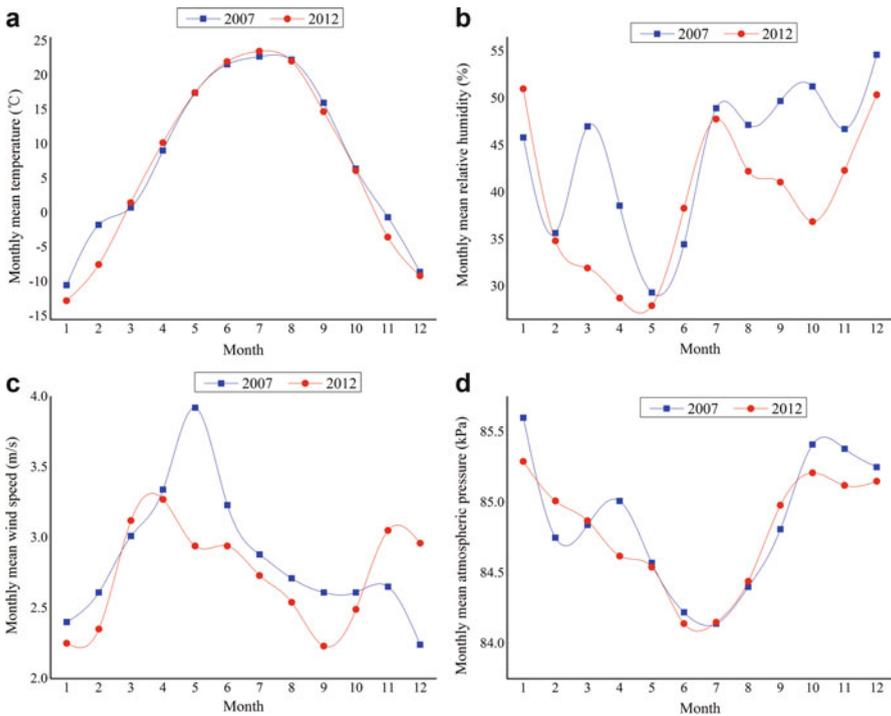 a
2007 2012
Monthly mean temperature (℃)
25
20
15
10
5
0
-5
-10
-15
1 2 3 4 5 6 7 8 9 10 11 12
Month
b
2007 2012
Monthly mean relative humidity (%)
55
50
45
40
35
30
1 2 3 4 5 6 7 8 9 10 11 12
Month
c
2007 2012
Monthly mean wind speed (m/s)
4.0
3.5
3.0
2.5
2.0
1 2 3 4 5 6 7 8 9 10 11 12
Month
d
2007 2012
Monthly mean atmospheric pressure (kPa)
85.5
85.0
84.5
84.0
1 2 3 4 5 6 7 8 9 10 11 12
Month